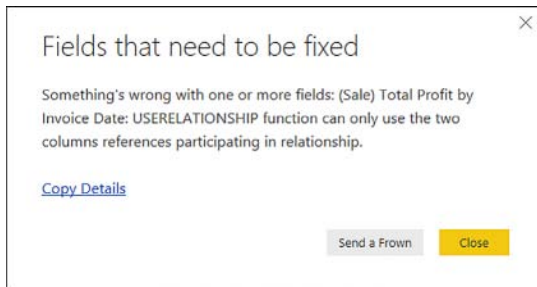 Fields that need to be fixed
Something's wrong with one or more fields: (Sale) Total Profit by
Invoice Date: USERELATIONSHIP function can only use the two
columns references participating in relationship.
Copy Details
Send a Frown
Close